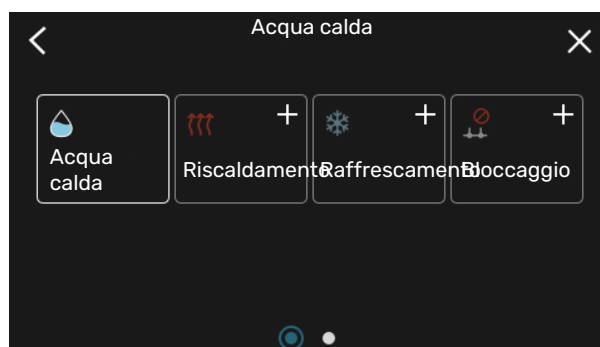 Acqua calda
Acqua
calda
Riscaldamento
Raffrescamento
Bloccaggio